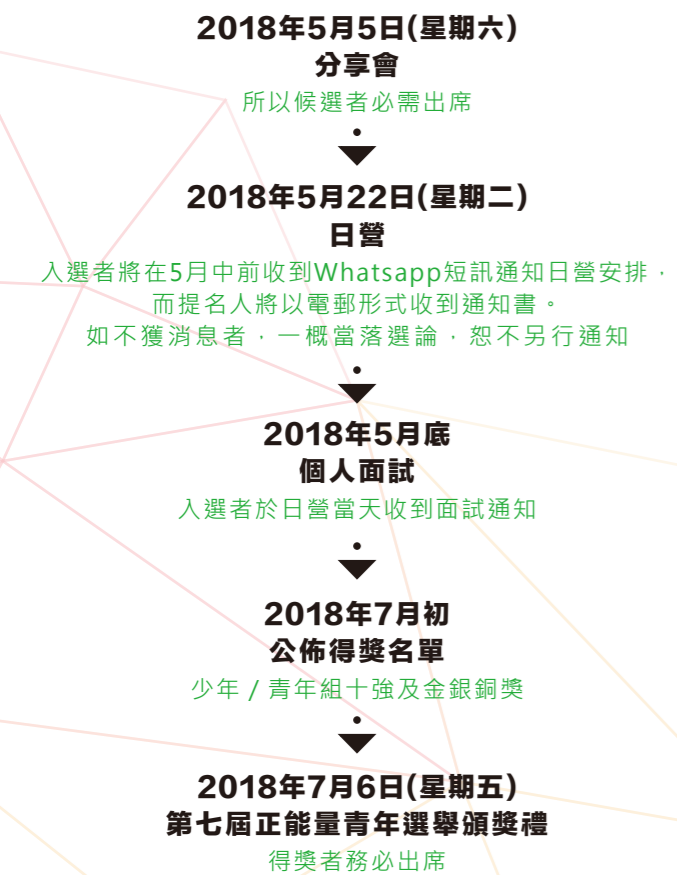 2018年5月5日(星期六)
分享會
所以候選者必需出席
2018年5月22日(星期二)
日營
入選者將在5月中前收到Whatsapp短訊通知日營安排，
而提名人將以電郵形式收到通知書。
如不獲消息者，一概當落選論，恕不另行通知
2018年5月底
個人面試
入選者於日營當天收到面試通知
2018年7月初
公佈得獎名單
少年 / 青年組十強及金銀銅獎
2018年7月6日(星期五)
第七屆正能量青年選舉頒獎禮
得獎者務必出席